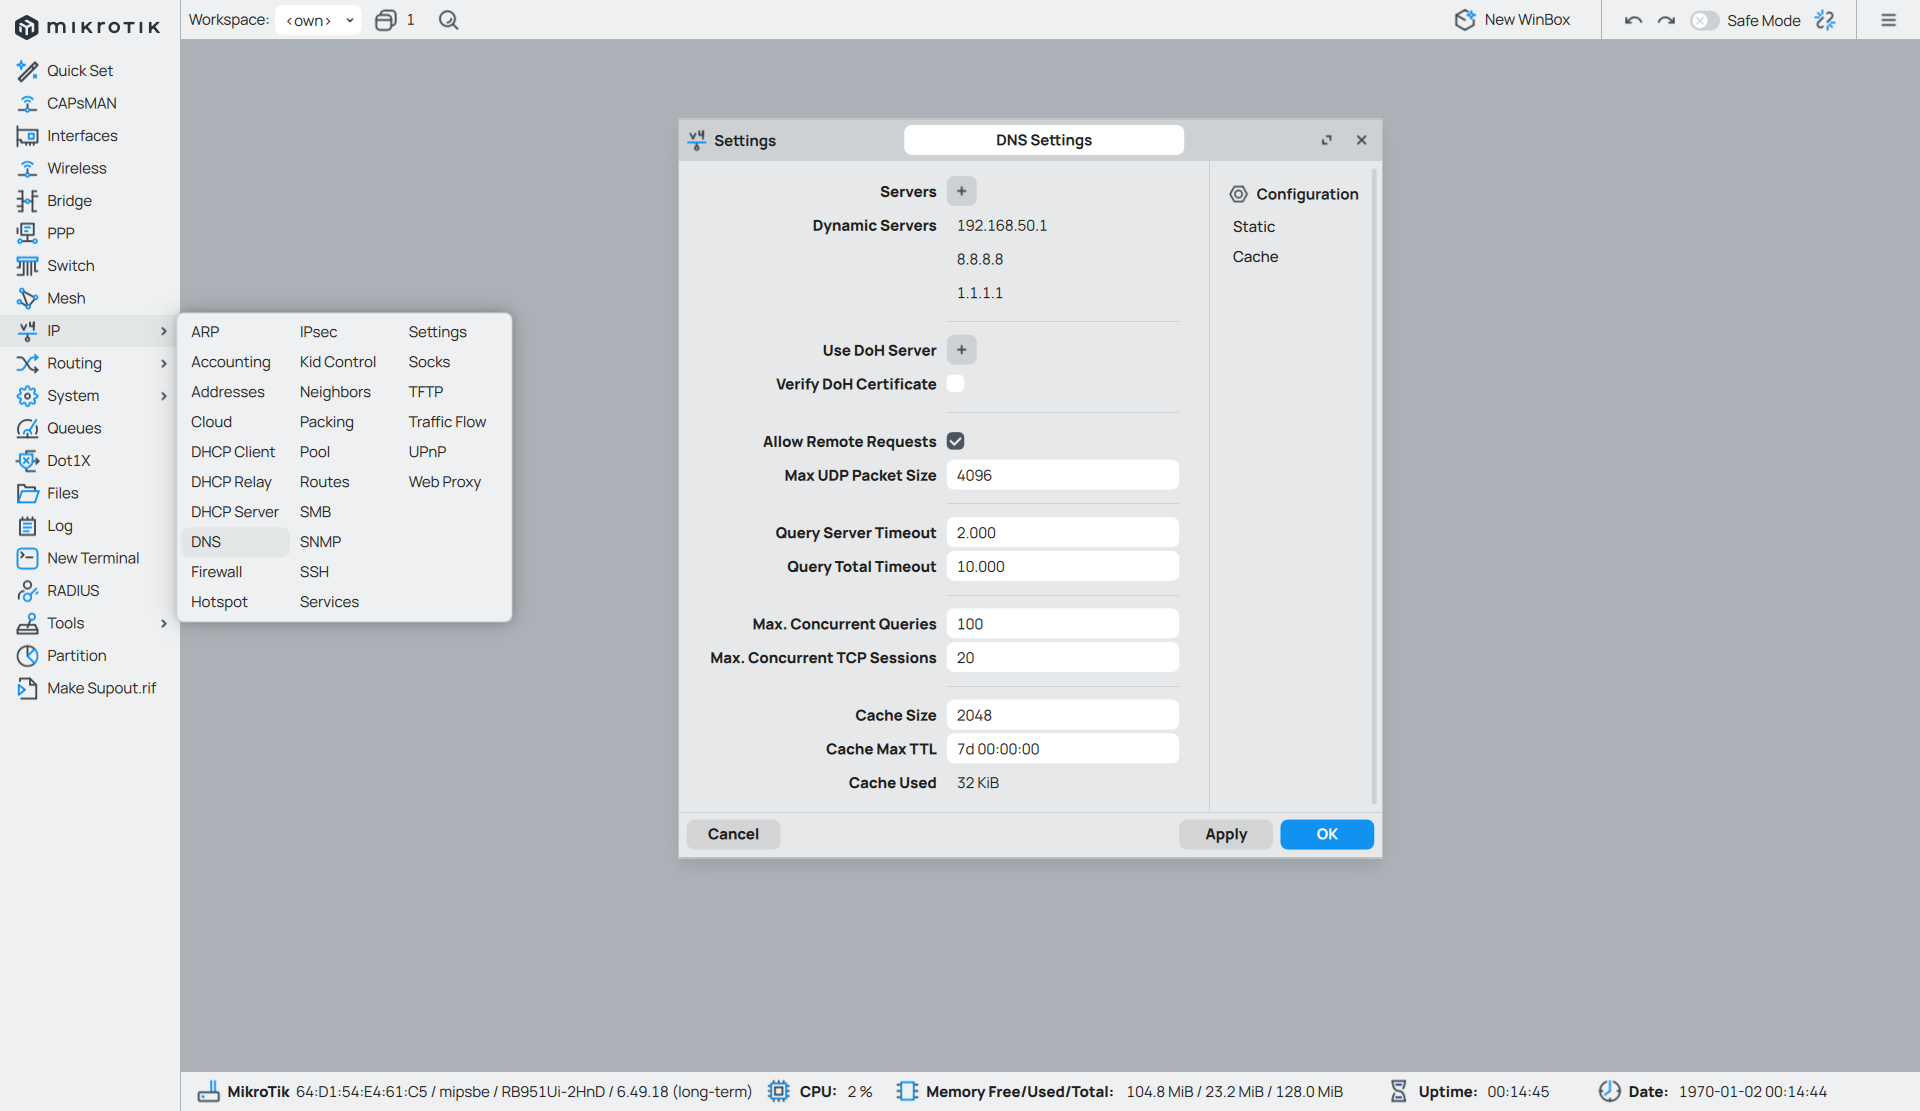 MikroTik
Workspace: <own> 1
New WinBox
Safe Mode
Quick Set
CAPsMAN
Interfaces
Wireless
Bridge
PPP
Switch
Mesh
IP
Routing
System
Queues
Dot1X
Files
Log
New Terminal
RADIUS
Tools
Partition
Make Supout.rif
ARP
Accounting
Addresses
Cloud
DHCP Client
DHCP Relay
DHCP Server
DNS
Firewall
Hotspot
IPsec
Kid Control
Neighbors
Packing
Pool
Routes
SMB
SNMP
SSH
Services
Settings
Socks
TFTP
Traffic Flow
UPnP
Web Proxy
v4 Settings
DNS Settings
Servers +
Dynamic Servers 192.168.50.1
8.8.8.8
1.1.1.1
Use DoH Server +
Verify DoH Certificate
Allow Remote Requests
Max UDP Packet Size 4096
Query Server Timeout 2.000
Query Total Timeout 10.000
Max. Concurrent Queries 100
Max. Concurrent TCP Sessions 20
Cache Size 2048
Cache Max TTL 7d 00:00:00
Cache Used 32 KiB
Configuration
Static
Cache
Cancel
Apply
OK
MikroTik 64:D1:54:E4:61:C5 / mipsbe / RB951Ui-2HnD / 6.49.18 (long-term) CPU: 2 % Memory Free/Used/Total: 104.8 MiB / 23.2 MiB / 128.0 MiB Uptime: 00:14:45 Date: 1970-01-02 00:14:44